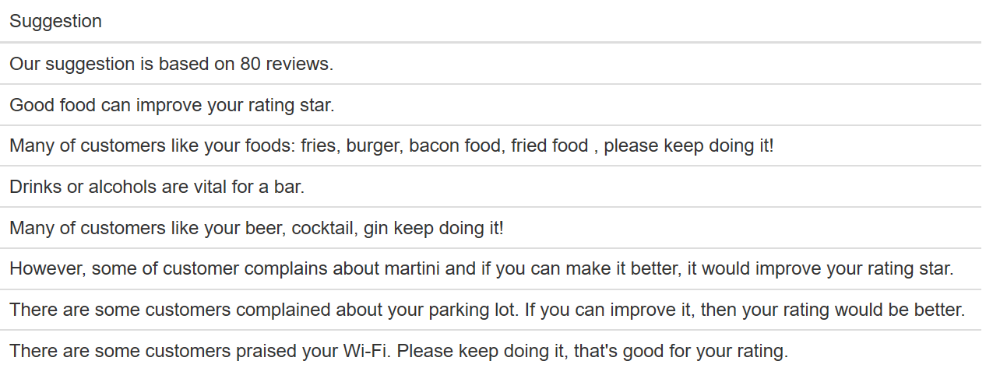 Suggestion
Our suggestion is based on 80 reviews.
Good food can improve your rating star.
Many of customers like your foods: fries, burger, bacon food, fried food , please keep doing it!
Drinks or alcohols are vital for a bar.
Many of customers like your beer, cocktail, gin keep doing it!
However, some of customer complains about martini and if you can make it better, it would improve your rating star.
There are some customers complained about your parking lot. If you can improve it, then your rating would be better.
There are some customers praised your Wi-Fi. Please keep doing it, that's good for your rating.